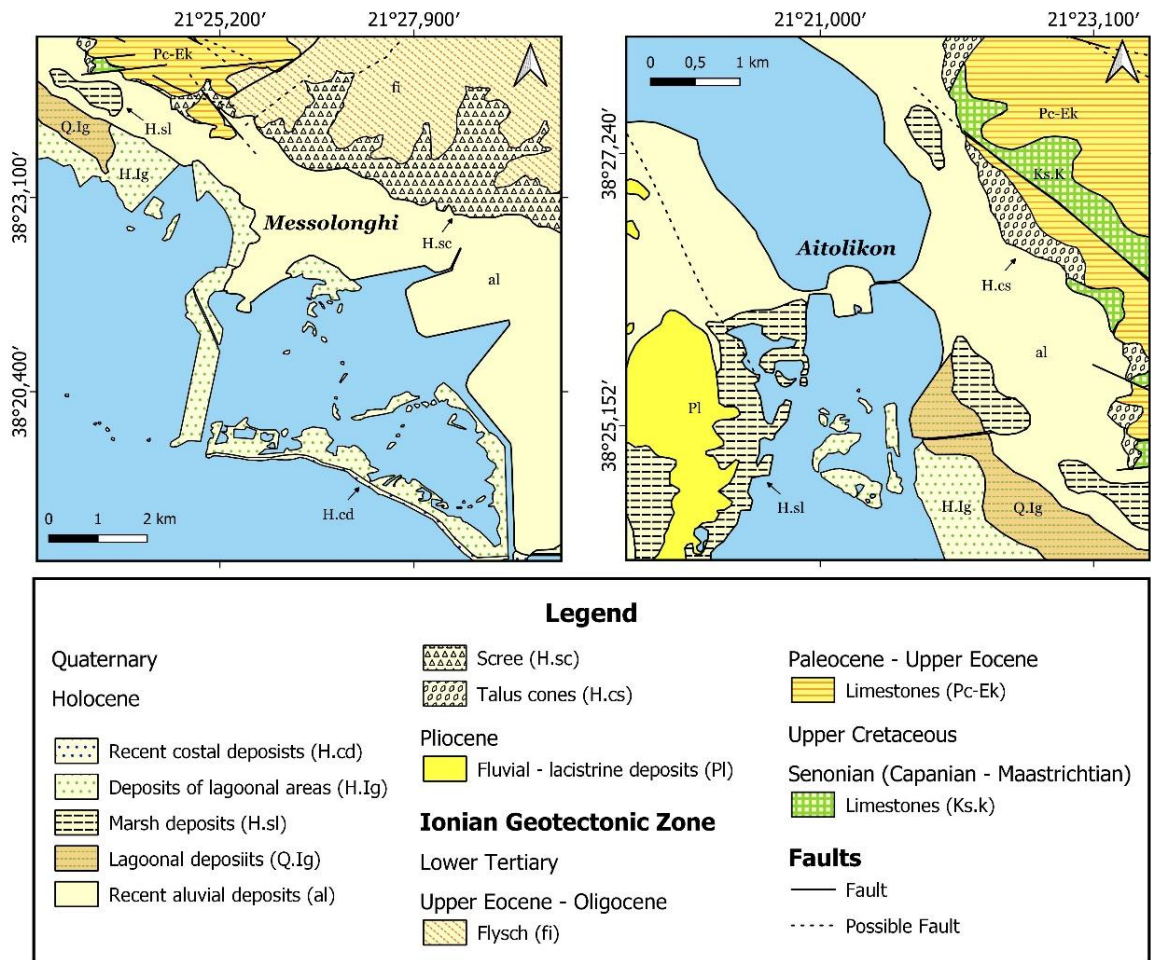 21°25,200′ 21°27,900′
38°23,100′
38°20,400′
Pc-Ek
fi
H.sl
Q.Ig
H.Ig
Messolonghi
H.sc
al
H.cd
0 1 2 km
21°21,000′ 21°23,100′
38°27,240′
38°25,152′
0 0,5 1 km
Pc-Ek
Ks.K
Aitolikon
H.cs
al
Pl
H.sl
H.Ig
Q.Ig
Legend
Quaternary
Holocene
Recent costal deposists (H.cd)
Deposits of lagoonal areas (H.Ig)
Marsh deposits (H.sl)
Lagoonal deposiits (Q.Ig)
Recent aluvial deposits (al)
Scree (H.sc)
Talus cones (H.cs)
Pliocene
Fluvial - lacistrine deposits (Pl)
Ionian Geotectonic Zone
Lower Tertiary
Upper Eocene - Oligocene
Flysch (fi)
Paleocene - Upper Eocene
Limestones (Pc-Ek)
Upper Cretaceous
Senonian (Capanian - Maastrichtian)
Limestones (Ks.k)
Faults
Fault
Possible Fault